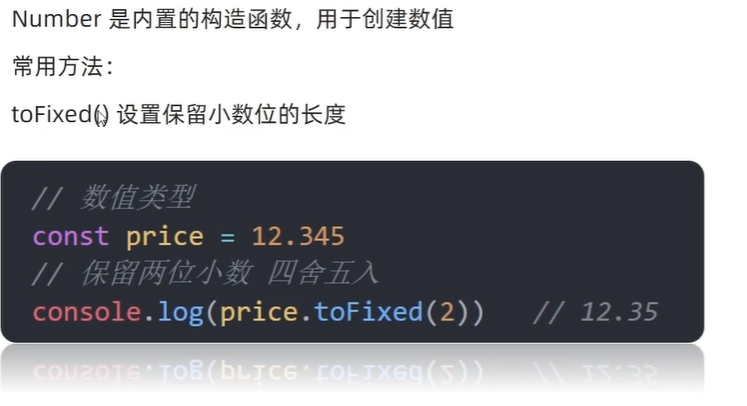 Number 是内置的构造函数，用于创建数值
常用方法：
toFixed() 设置保留小数位的长度
// 数值类型
const price = 12.345
// 保留两位小数 四舍五入
console.log(price.toFixed(2))   // 12.35